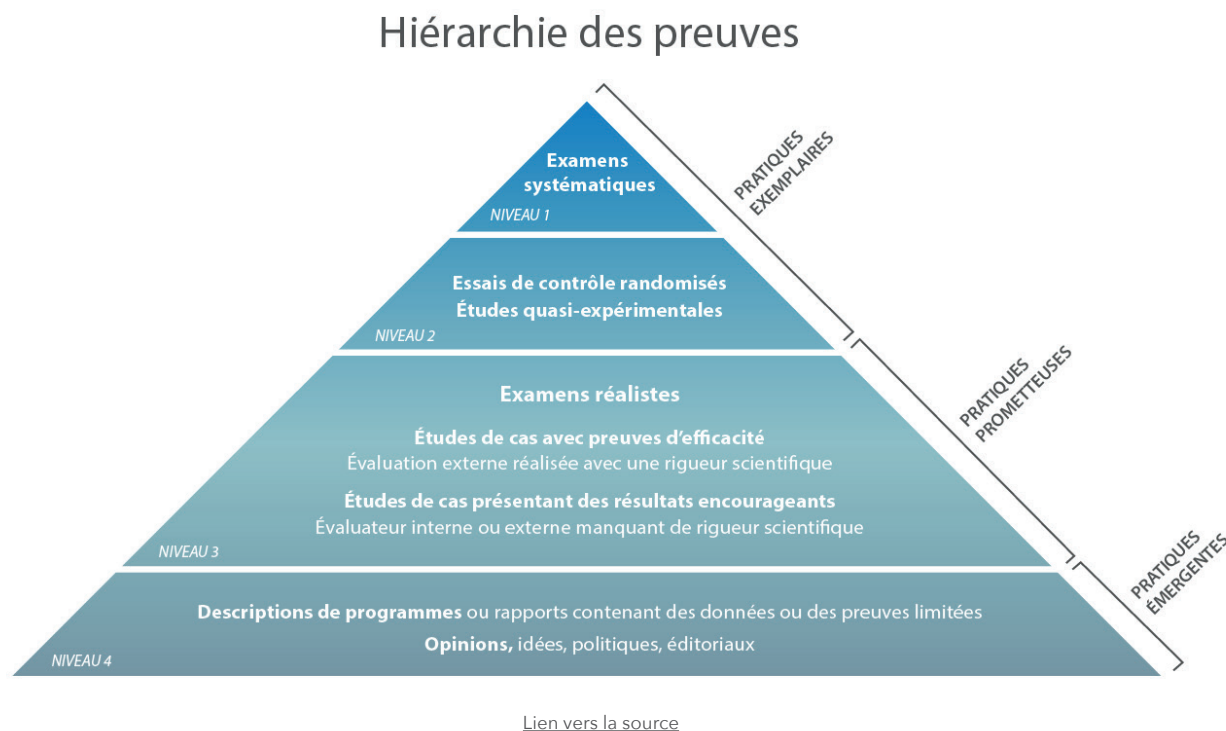 Hiérarchie des preuves
Examens
systématiques
NIVEAU 1
PRATIQUES
EXEMPLAIRES
Essais de contrôle randomisés
Études quasi-expérimentales
NIVEAU 2
Examens réalistes
Études de cas avec preuves d’efficacité
Évaluation externe réalisée avec une rigueur scientifique
Études de cas présentant des résultats encourageants
Évaluateur interne ou externe manquant de rigueur scientifique
NIVEAU 3
PRATIQUES
PROMETTEUSES
Descriptions de programmes ou rapports contenant des données ou des preuves limitées
Opinions, idées, politiques, éditoriaux
NIVEAU 4
PRATIQUES
ÉMERGENTES
Lien vers la source